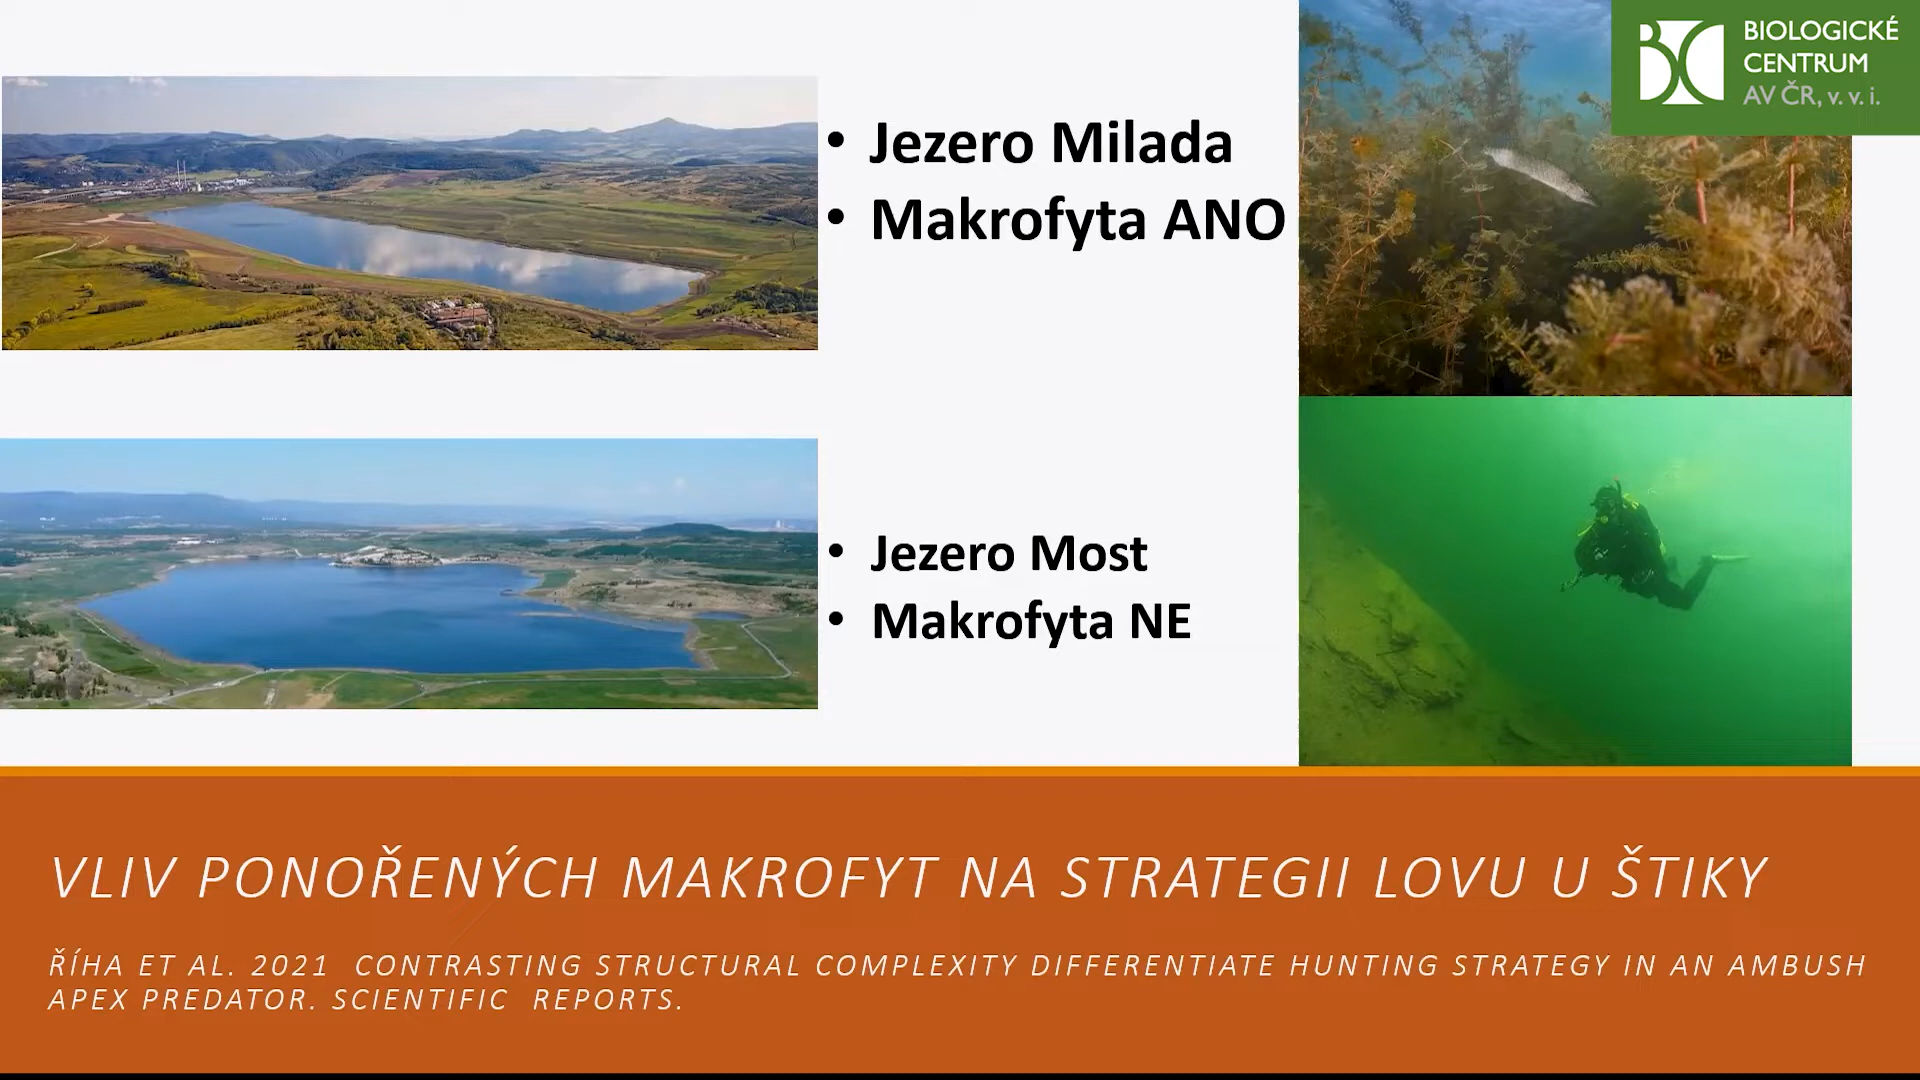 BIOLOGICKÉ
CENTRUM
AV ČR, v. v. i.
• Jezero Milada
• Makrofyta ANO
• Jezero Most
• Makrofyta NE
VLIV PONOŘENÝCH MAKROFYT NA STRATEGII LOVU U ŠTIKY
ŘÍHA ET AL. 2021 CONTRASTING STRUCTURAL COMPLEXITY DIFFERENTIATE HUNTING STRATEGY IN AN AMBUSH
APEX PREDATOR. SCIENTIFIC REPORTS.